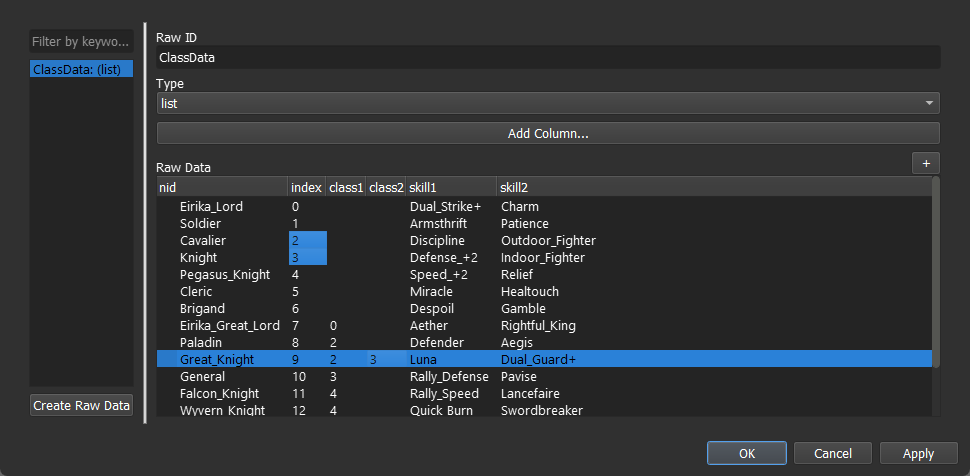 Filter by keywo...
ClassData: (list)
Create Raw Data
Raw ID
ClassData
Type
list
Add Column...
Raw Data +
nid index class1 class2 skill1 skill2
Eirika_Lord 0 Dual_Strike+ Charm
Soldier 1 Armsthrift Patience
Cavalier 2 Discipline Outdoor_Fighter
Knight 3 Defense_+2 Indoor_Fighter
Pegasus_Knight 4 Speed_+2 Relief
Cleric 5 Miracle Healtouch
Brigand 6 Despoil Gamble
Eirika_Great_Lord 7 0 Aether Rightful_King
Paladin 8 2 Defender Aegis
Great_Knight 9 2 3 Luna Dual_Guard+
General 10 3 Rally_Defense Pavise
Falcon_Knight 11 4 Rally_Speed Lancefaire
Wyvern_Knight 12 4 Quick_Burn Swordbreaker
OK Cancel Apply